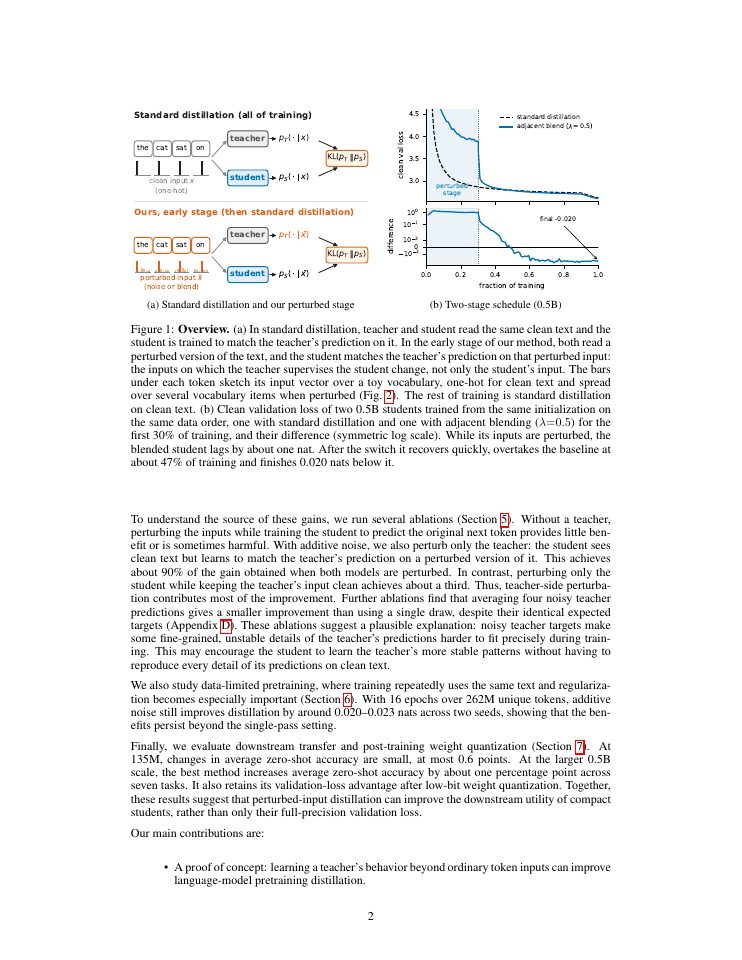 Standard distillation (all of training)
the cat sat on
teacher
p_T(· | x)
student
p_S(· | x)
KL(p_T ∥ p_S)
clean input x
(one-hot)
Ours, early stage (then standard distillation)
the cat sat on
teacher
p_T(· | x̃)
student
p_S(· | x̃)
KL(p_T ∥ p_S)
perturbed input x̃
(noise or blend)
(a) Standard distillation and our perturbed stage
clean val loss
4.5
4.0
3.5
3.0
standard distillation
adjacent blend (λ = 0.5)
perturbed
stage
difference
10⁰
10⁻¹
10⁻²
0
−10⁻²
final -0.020
0.0 0.2 0.4 0.6 0.8 1.0
fraction of training
(b) Two-stage schedule (0.5B)
Figure 1: Overview. (a) In standard distillation, teacher and student read the same clean text and the
student is trained to match the teacher's prediction on it. In the early stage of our method, both read a
perturbed version of the text, and the student matches the teacher's prediction on that perturbed input:
the inputs on which the teacher supervises the student change, not only the student's input. The bars
under each token sketch its input vector over a toy vocabulary, one-hot for clean text and spread
over several vocabulary items when perturbed (Fig. 2). The rest of training is standard distillation
on clean text. (b) Clean validation loss of two 0.5B students trained from the same initialization on
the same data order, one with standard distillation and one with adjacent blending (λ=0.5) for the
first 30% of training, and their difference (symmetric log scale). While its inputs are perturbed, the
blended student lags by about one nat. After the switch it recovers quickly, overtakes the baseline at
about 47% of training and finishes 0.020 nats below it.
To understand the source of these gains, we run several ablations (Section 5). Without a teacher,
perturbing the inputs while training the student to predict the original next token provides little ben-
efit or is sometimes harmful. With additive noise, we also perturb only the teacher: the student sees
clean text but learns to match the teacher's prediction on a perturbed version of it. This achieves
about 90% of the gain obtained when both models are perturbed. In contrast, perturbing only the
student while keeping the teacher's input clean achieves about a third. Thus, teacher-side perturba-
tion contributes most of the improvement. Further ablations find that averaging four noisy teacher
predictions gives a smaller improvement than using a single draw, despite their identical expected
targets (Appendix D). These ablations suggest a plausible explanation: noisy teacher targets make
some fine-grained, unstable details of the teacher's predictions harder to fit precisely during train-
ing. This may encourage the student to learn the teacher's more stable patterns without having to
reproduce every detail of its predictions on clean text.
We also study data-limited pretraining, where training repeatedly uses the same text and regulariza-
tion becomes especially important (Section 6). With 16 epochs over 262M unique tokens, additive
noise still improves distillation by around 0.020–0.023 nats across two seeds, showing that the ben-
efits persist beyond the single-pass setting.
Finally, we evaluate downstream transfer and post-training weight quantization (Section 7). At
135M, changes in average zero-shot accuracy are small, at most 0.6 points. At the larger 0.5B
scale, the best method increases average zero-shot accuracy by about one percentage point across
seven tasks. It also retains its validation-loss advantage after low-bit weight quantization. Together,
these results suggest that perturbed-input distillation can improve the downstream utility of compact
students, rather than only their full-precision validation loss.
Our main contributions are:
• A proof of concept: learning a teacher's behavior beyond ordinary token inputs can improve
language-model pretraining distillation.
2